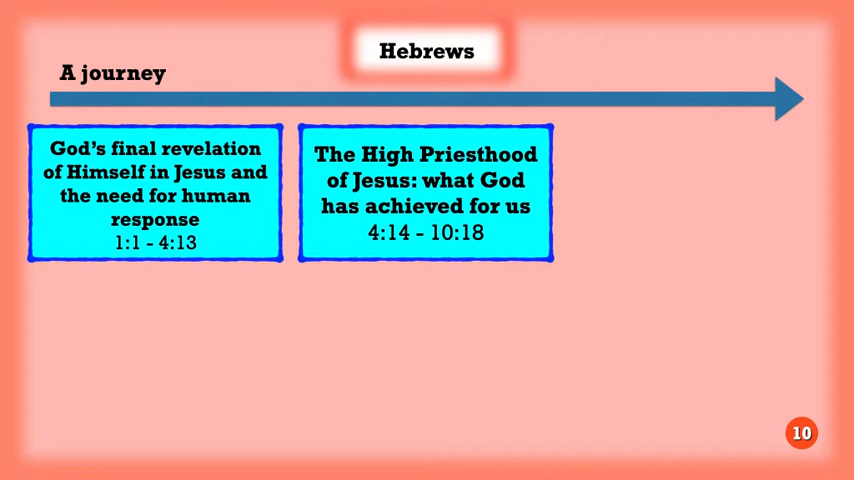 Hebrews
A journey
God's final revelation
of Himself in Jesus and
the need for human
response
1:1 - 4:13
The High Priesthood
of Jesus: what God
has achieved for us
4:14 - 10:18
10